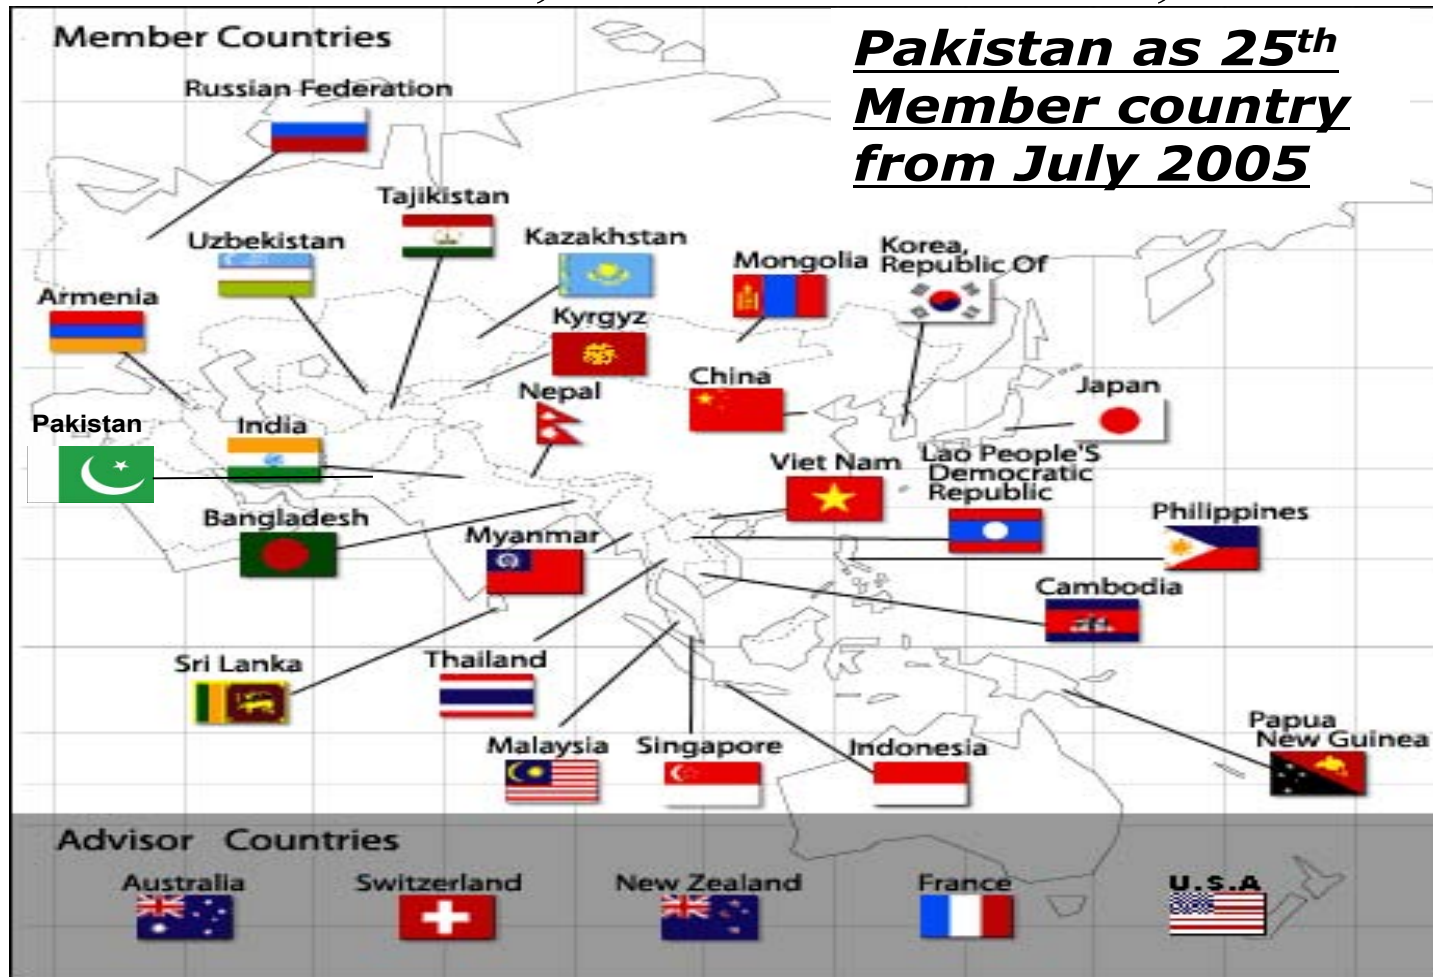 Member Countries
Pakistan as 25th
Member country
from July 2005
Russian Federation
Tajikistan
Uzbekistan
Kazakhstan
Korea,
Republic Of
Mongolia
Armenia
Kyrgyz
China
Japan
Nepal
Pakistan
India
Lao People'S
Democratic
Republic
Viet Nam
Bangladesh
Philippines
Myanmar
Cambodia
Sri Lanka
Thailand
Papua
New Guinea
Malaysia
Singapore
Indonesia
Advisor Countries
Australia
Switzerland
New Zealand
France
U.S.A